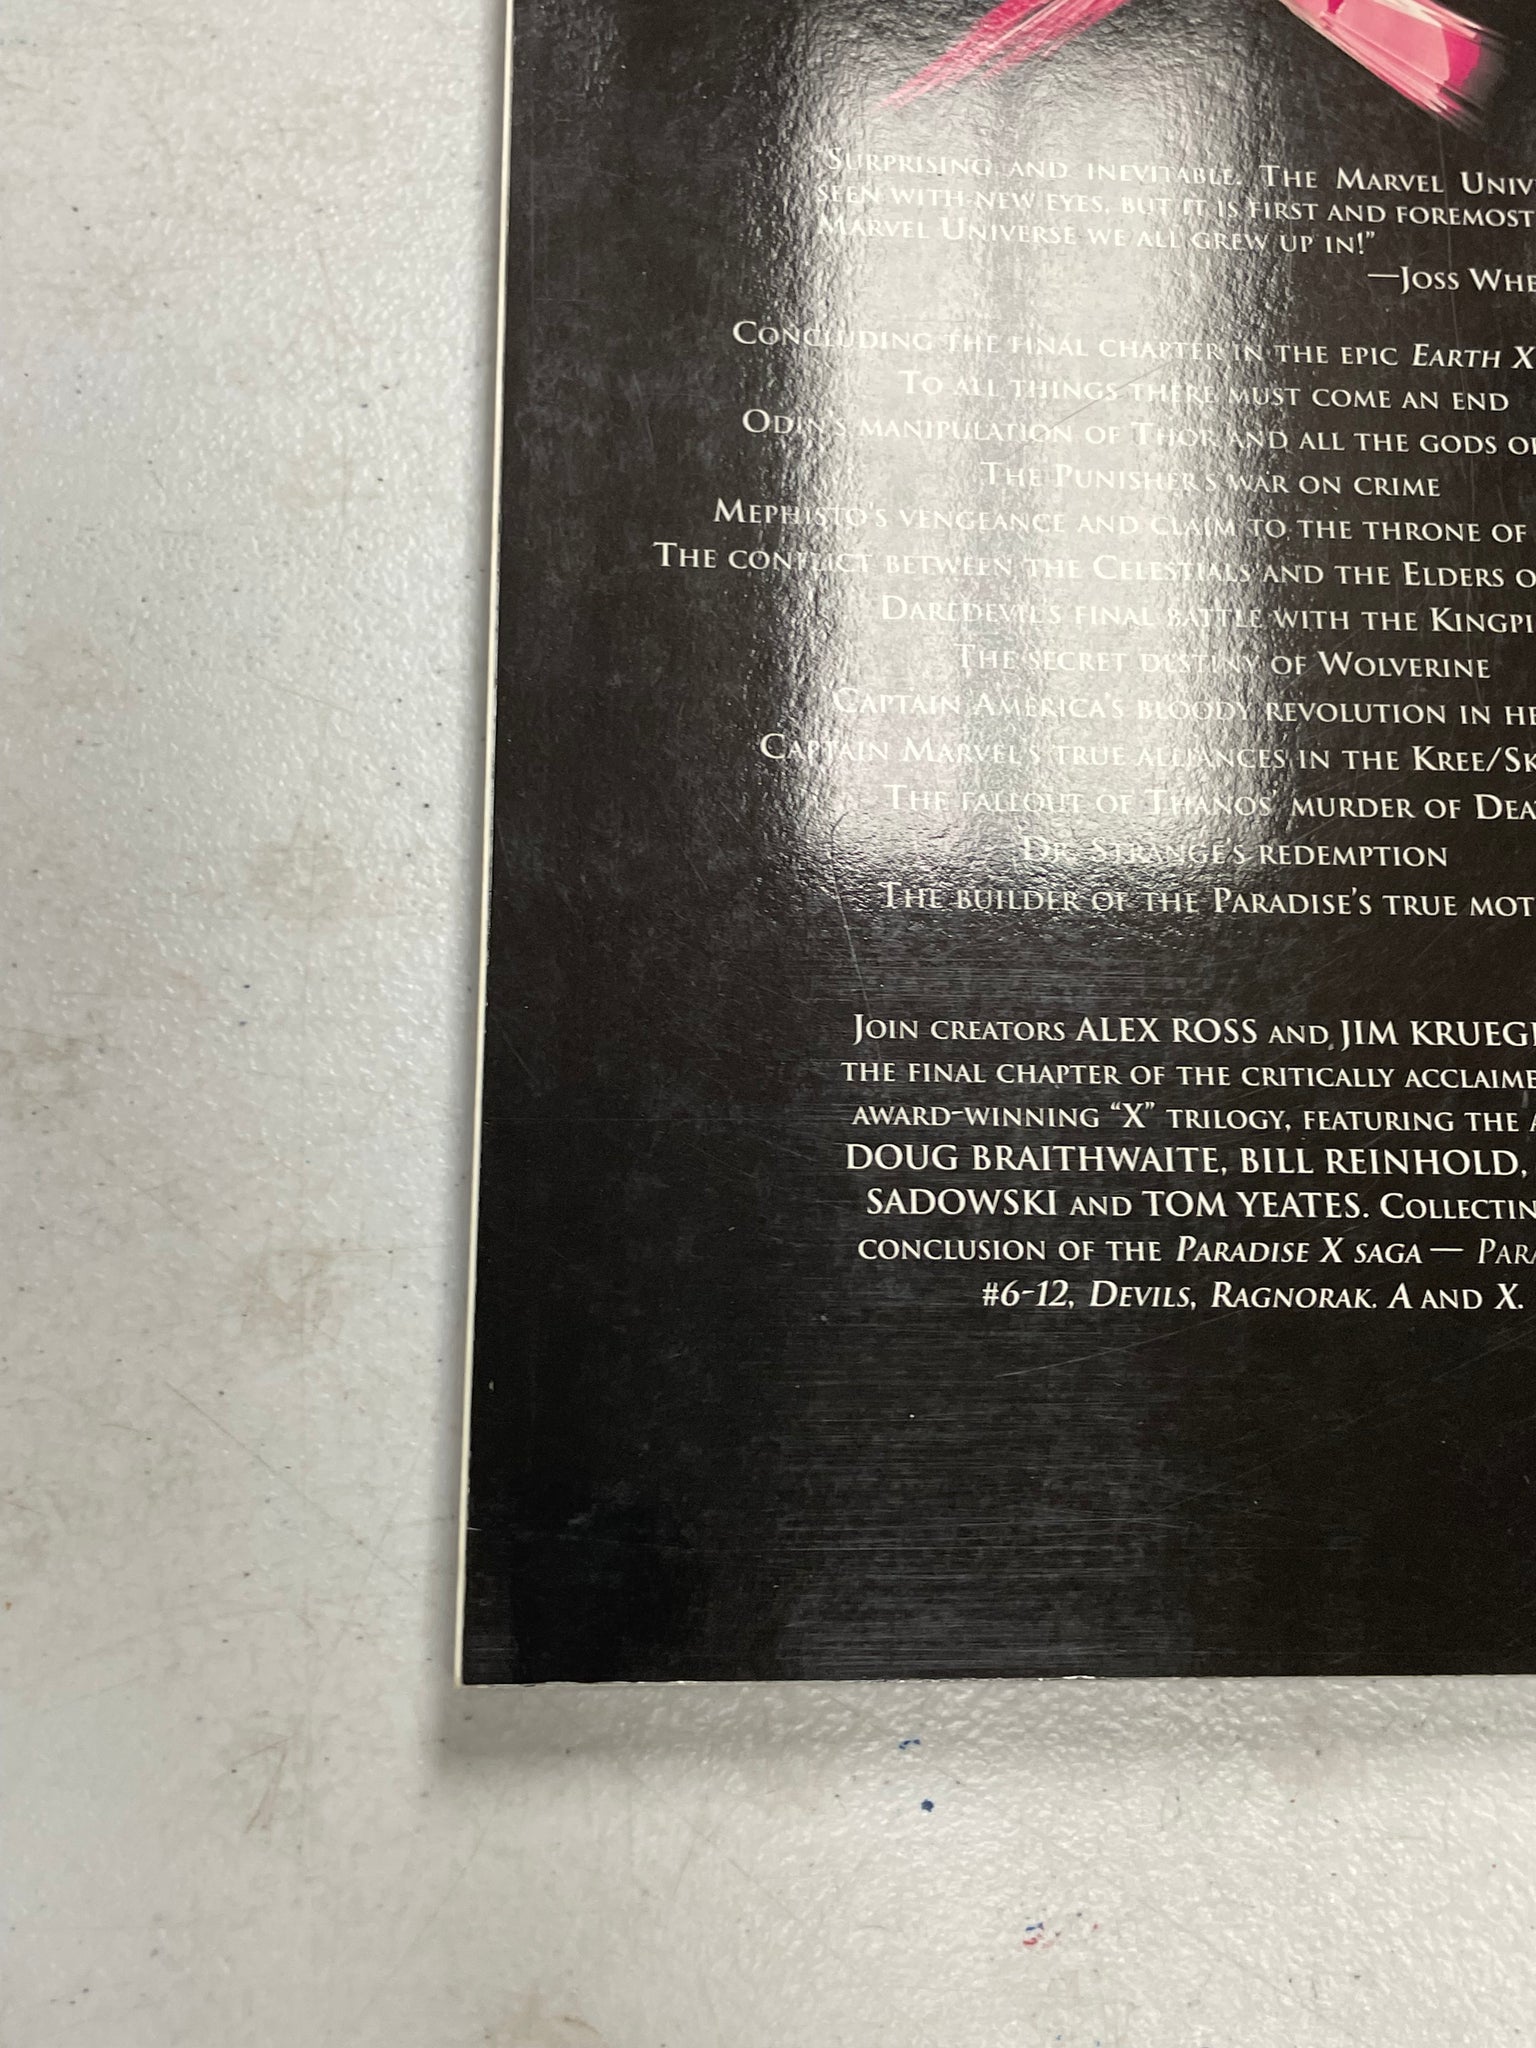 "Surprising and inevitable. The Marvel Univ
seen with new eyes, but it is first and foremost
Marvel Universe we all grew up in!"
—Joss Whe
Concluding the final chapter in the epic Earth X
To all things there must come an end
Odin's manipulation of Thor and all the gods of
The Punisher's war on crime
Mephisto's vengeance and claim to the throne of
The conflict between the Celestials and the Elders o
Daredevil's final battle with the Kingpi
The secret destiny of Wolverine
Captain America's bloody revolution in he
Captain Marvel's true alliances in the Kree/Sk
The fallout of Thanos' murder of Dea
Dr. Strange's redemption
The builder of the Paradise's true mot
Join creators ALEX ROSS and JIM KRUEG
the final chapter of the critically acclaime
award-winning "X" trilogy, featuring the a
DOUG BRAITHWAITE, BILL REINHOLD,
SADOWSKI and TOM YEATES. Collectin
conclusion of the Paradise X saga — Para
#6-12, Devils, Ragnorak. A and X.